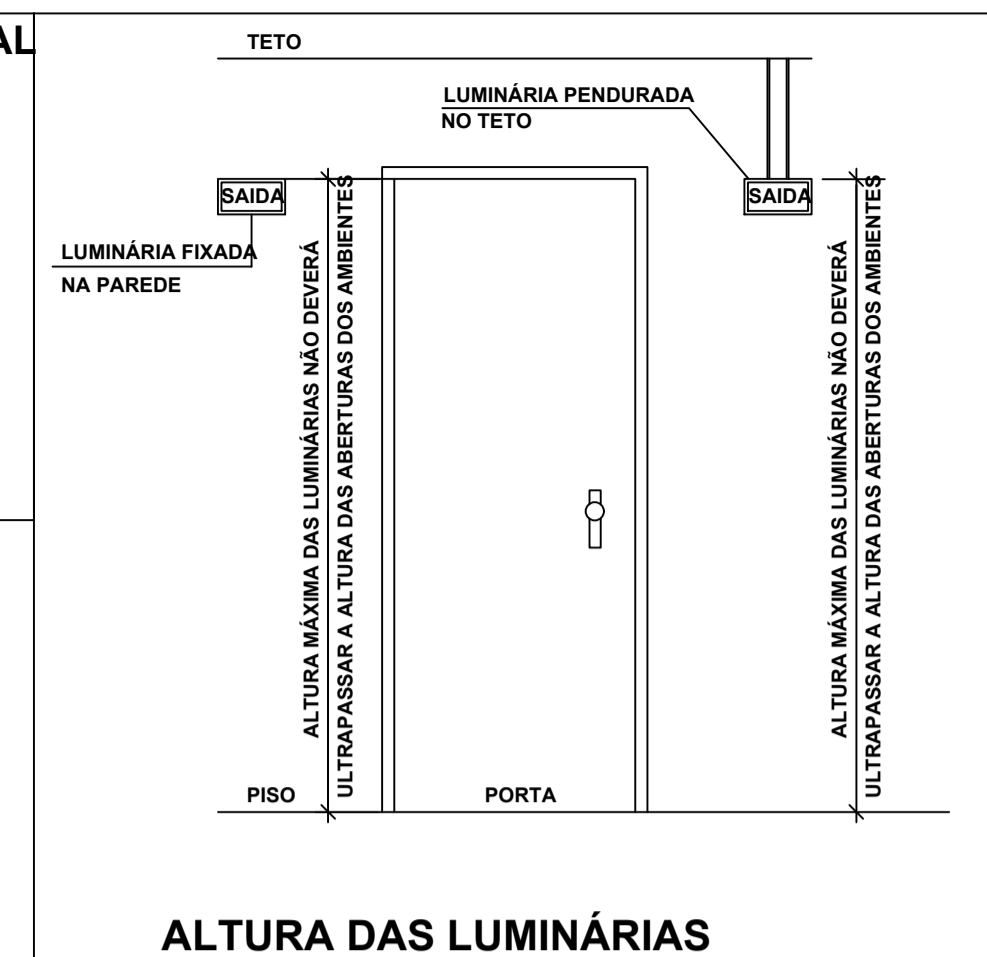 AL
TETO
LUMINÁRIA PENDURADA
NO TETO
SAIDA
SAIDA
LUMINÁRIA FIXADA
NA PAREDE
ALTURA MÁXIMA DAS LUMINÁRIAS NÃO DEVERÁ
ULTRAPASSAR A ALTURA DAS ABERTURAS DOS AMBIENTES
ALTURA MÁXIMA DAS LUMINÁRIAS NÃO DEVERÁ
ULTRAPASSAR A ALTURA DAS ABERTURAS DOS AMBIENTES
PISO
PORTA
ALTURA DAS LUMINÁRIAS